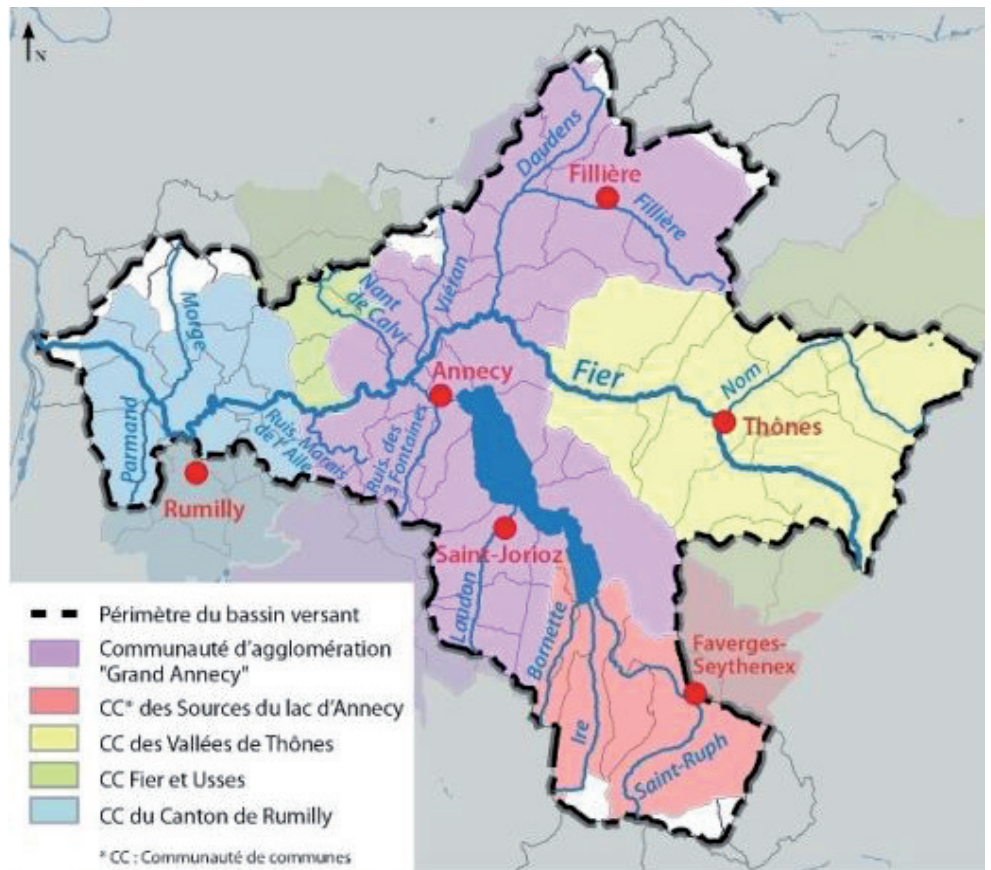 N
Daudens
Fillière
Fillière
Viéran
Nant
de Calvi
Morge
Annecy
Fier
Nom
Thônes
Parmand
Ruis. Marais
de l'Aile
Ruis. des
3 Fontaines
Rumilly
Saint-Jorioz
Laudon
Bornette
Ire
Faverges-
Seythenex
Saint-Ruph
Périmètre du bassin versant
Communauté d'agglomération
"Grand Annecy"
CC* des Sources du lac d'Annecy
CC des Vallées de Thônes
CC Fier et Usses
CC du Canton de Rumilly
* CC : Communauté de communes